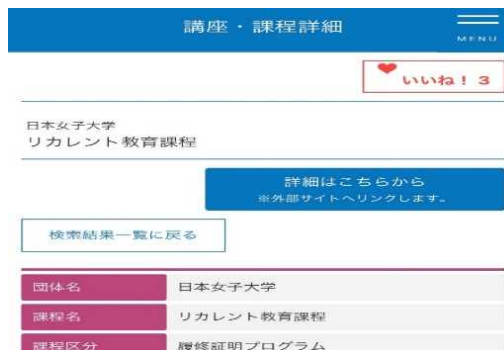 講座・課程詳細
MENU
いいね！ 3
日本女子大学
リカレント教育課程
詳細はこちらから
※外部サイトへリンクします。
検索結果一覧に戻る
団体名 日本女子大学
課程名 リカレント教育課程
課程区分 履修証明プログラム